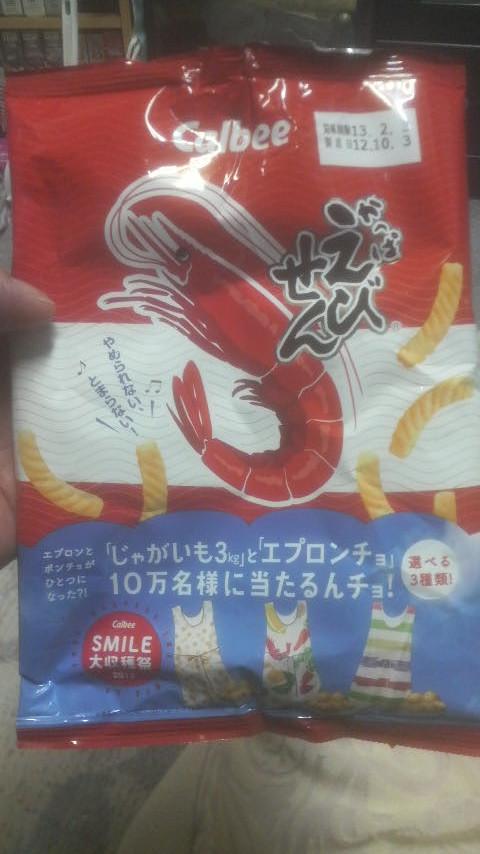 Calbee
賞味期限13. 2.
製造日12.10. 3
かっぱ
えび
せん
®
やめられない、
とまらない!
エプロンと
ポンチョが
ひとつに
なった?!
「じゃがいも3kg」と「エプロンチョ」
10万名様に当たるんチョ!
選べる
3種類!
Calbee
SMILE
大収穫祭
2012